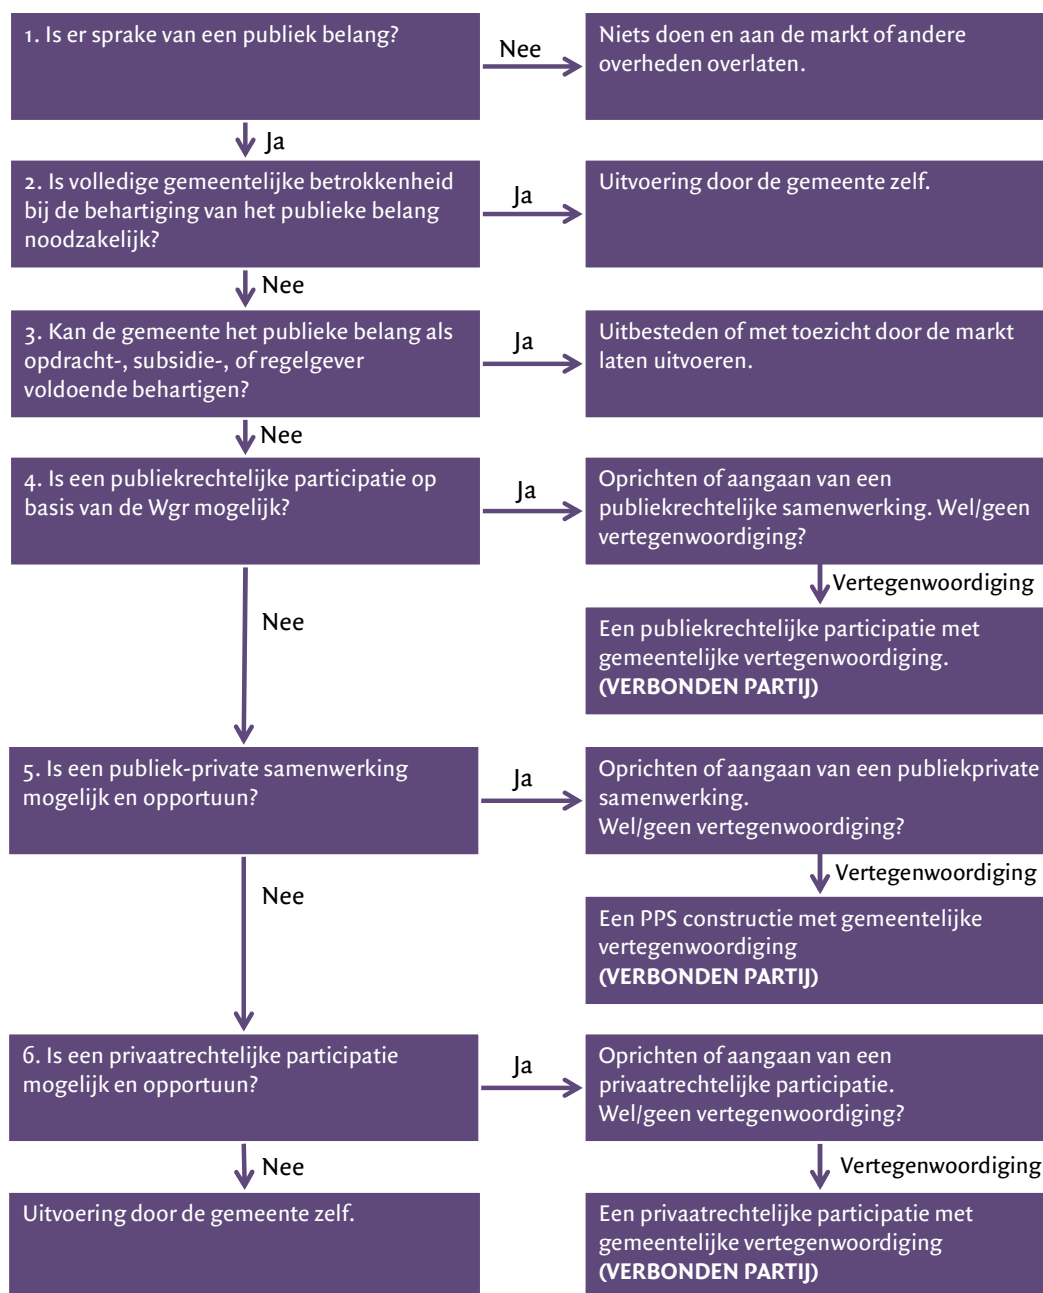 1. Is er sprake van een publiek belang?
Nee
Niets doen en aan de markt of andere
overheden overlaten.
Ja
2. Is volledige gemeentelijke betrokkenheid
bij de behartiging van het publieke belang
noodzakelijk?
Ja
Uitvoering door de gemeente zelf.
Nee
3. Kan de gemeente het publieke belang als
opdracht-, subsidie-, of regelgever
voldoende behartigen?
Ja
Uitbesteden of met toezicht door de markt
laten uitvoeren.
Nee
4. Is een publiekrechtelijke participatie op
basis van de Wgr mogelijk?
Ja
Oprichten of aangaan van een
publiekrechtelijke samenwerking. Wel/geen
vertegenwoordiging?
Vertegenwoordiging
Een publiekrechtelijke participatie met
gemeentelijke vertegenwoordiging.
(VERBONDEN PARTIJ)
Nee
5. Is een publiek-private samenwerking
mogelijk en opportuun?
Ja
Oprichten of aangaan van een publiekprivate
samenwerking.
Wel/geen vertegenwoordiging?
Vertegenwoordiging
Een PPS constructie met gemeentelijke
vertegenwoordiging
(VERBONDEN PARTIJ)
Nee
6. Is een privaatrechtelijke participatie
mogelijk en opportuun?
Ja
Oprichten of aangaan van een
privaatrechtelijke participatie.
Wel/geen vertegenwoordiging?
Vertegenwoordiging
Een privaatrechtelijke participatie met
gemeentelijke vertegenwoordiging
(VERBONDEN PARTIJ)
Nee
Uitvoering door de gemeente zelf.